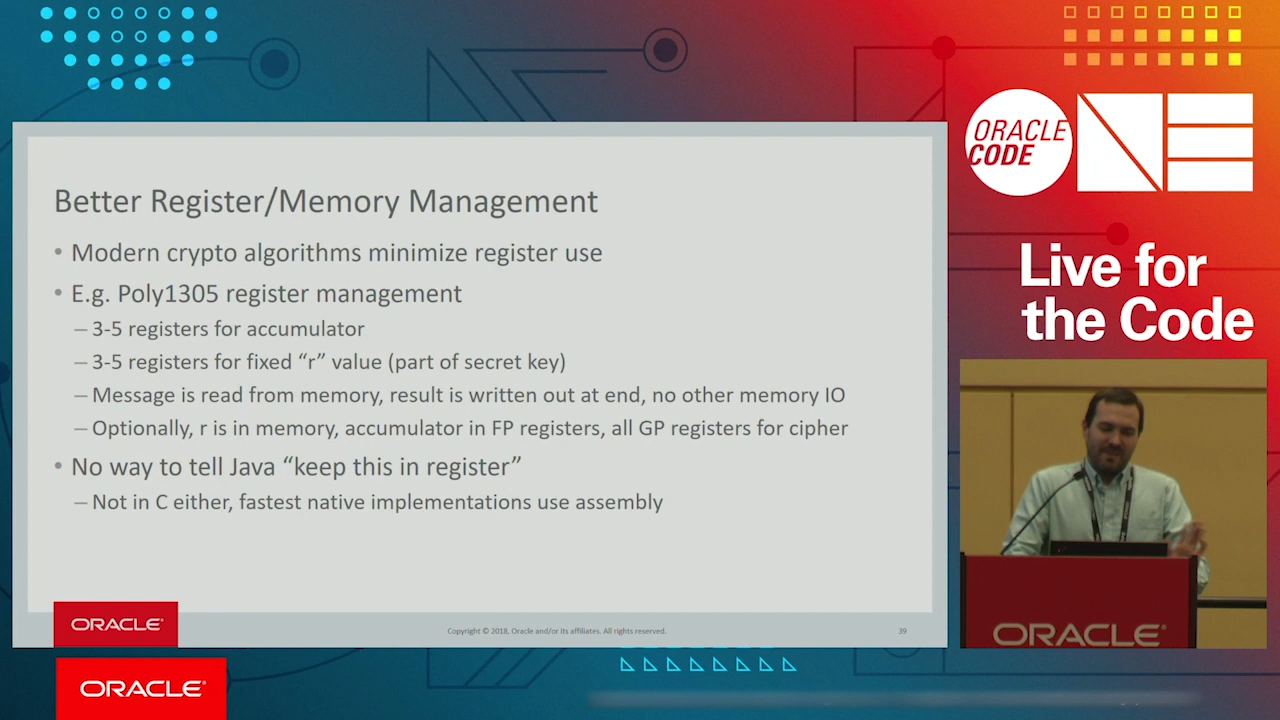 Better Register/Memory Management
• Modern crypto algorithms minimize register use
• E.g. Poly1305 register management
– 3-5 registers for accumulator
– 3-5 registers for fixed “r” value (part of secret key)
– Message is read from memory, result is written out at end, no other memory IO
– Optionally, r is in memory, accumulator in FP registers, all GP registers for cipher
• No way to tell Java “keep this in register”
– Not in C either, fastest native implementations use assembly
ORACLE®
Copyright © 2018, Oracle and/or its affiliates. All rights reserved.
39
ORACLE®
ORACLE
CODE
ONE
Live for
the Code
ORACLE®